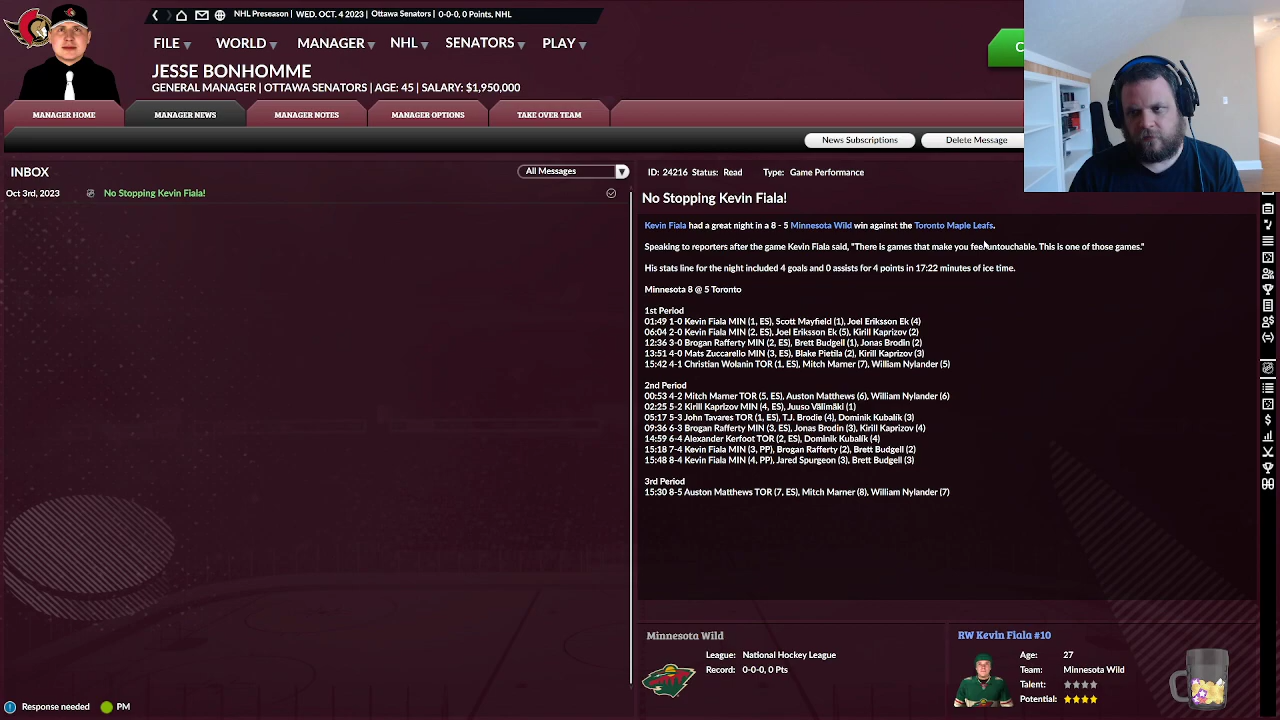 NHL Preseason | WED. OCT. 4 2023 | Ottawa Senators | 0-0-0, 0 Points, NHL
FILE WORLD MANAGER NHL SENATORS PLAY
C
JESSE BONHOMME
GENERAL MANAGER | OTTAWA SENATORS | AGE: 45 | SALARY: $1,950,000
MANAGER HOME MANAGER NEWS MANAGER NOTES MANAGER OPTIONS TAKE OVER TEAM
News Subscriptions Delete Message
INBOX All Messages
Oct 3rd, 2023 No Stopping Kevin Fiala!
ID: 24216 Status: Read Type: Game Performance
No Stopping Kevin Fiala!
Kevin Fiala had a great night in a 8 - 5 Minnesota Wild win against the Toronto Maple Leafs.
Speaking to reporters after the game Kevin Fiala said, "There is games that make you feel untouchable. This is one of those games."
His stats line for the night included 4 goals and 0 assists for 4 points in 17:22 minutes of ice time.
Minnesota 8 @ 5 Toronto
1st Period
01:49 1-0 Kevin Fiala MIN (1, ES), Scott Mayfield (1), Joel Eriksson Ek (4)
06:04 2-0 Kevin Fiala MIN (2, ES), Joel Eriksson Ek (5), Kirill Kaprizov (2)
12:36 3-0 Brogan Rafferty MIN (2, ES), Brett Budgell (1), Jonas Brodin (2)
13:51 4-0 Mats Zuccarello MIN (3, ES), Blake Pietila (2), Kirill Kaprizov (3)
15:42 4-1 Christian Wolanin TOR (1, ES), Mitch Marner (7), William Nylander (5)
2nd Period
00:53 4-2 Mitch Marner TOR (5, ES), Auston Matthews (6), William Nylander (6)
02:25 5-2 Kirill Kaprizov MIN (4, ES), Juuso Välimäki (1)
05:17 5-3 John Tavares TOR (1, ES), T.J. Brodie (4), Dominik Kubalík (3)
09:36 6-3 Brogan Rafferty MIN (3, ES), Jonas Brodin (3), Kirill Kaprizov (4)
14:59 6-4 Alexander Kerfoot TOR (2, ES), Dominik Kubalík (4)
15:18 7-4 Kevin Fiala MIN (3, PP), Brogan Rafferty (2), Brett Budgell (2)
15:48 8-4 Kevin Fiala MIN (4, PP), Jared Spurgeon (3), Brett Budgell (3)
3rd Period
15:30 8-5 Auston Matthews TOR (7, ES), Mitch Marner (8), William Nylander (7)
Minnesota Wild
League: National Hockey League
Record: 0-0-0, 0 Pts
RW Kevin Fiala #10
Age: 27
Team: Minnesota Wild
Talent:
Potential:
Response needed PM